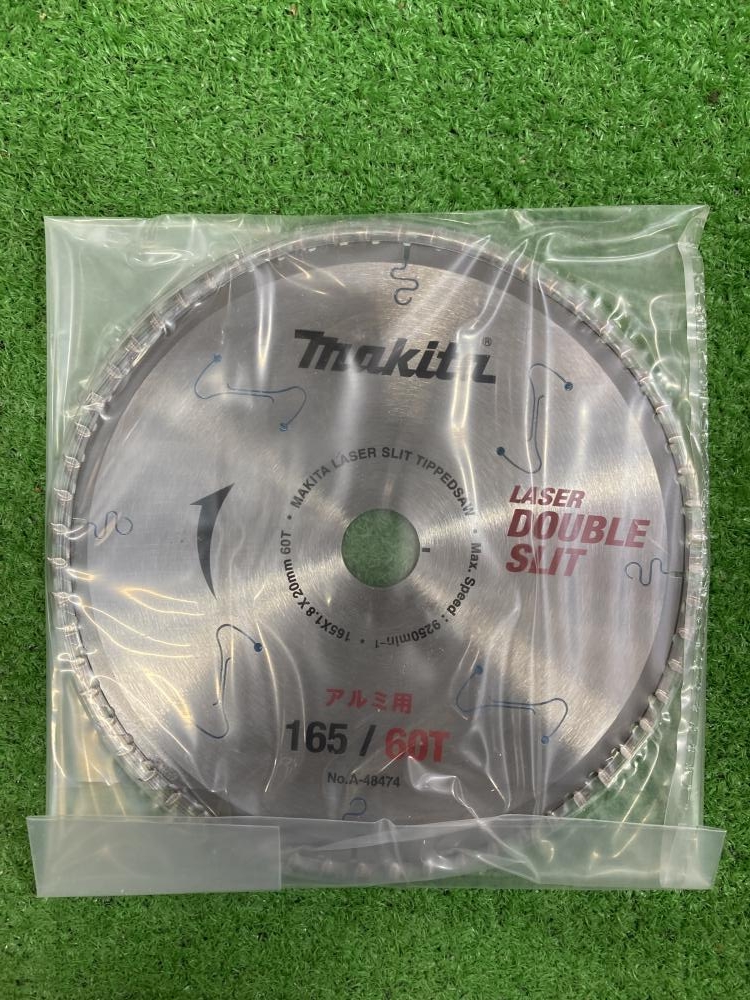 makita®
MAKITA LASER SLIT TIPPEDSAW • Max. Speed : 9250min-1 • 165X1.8X20mm 60T •
LASER
DOUBLE
SLIT
アルミ用
165 / 60T
No.A-48474